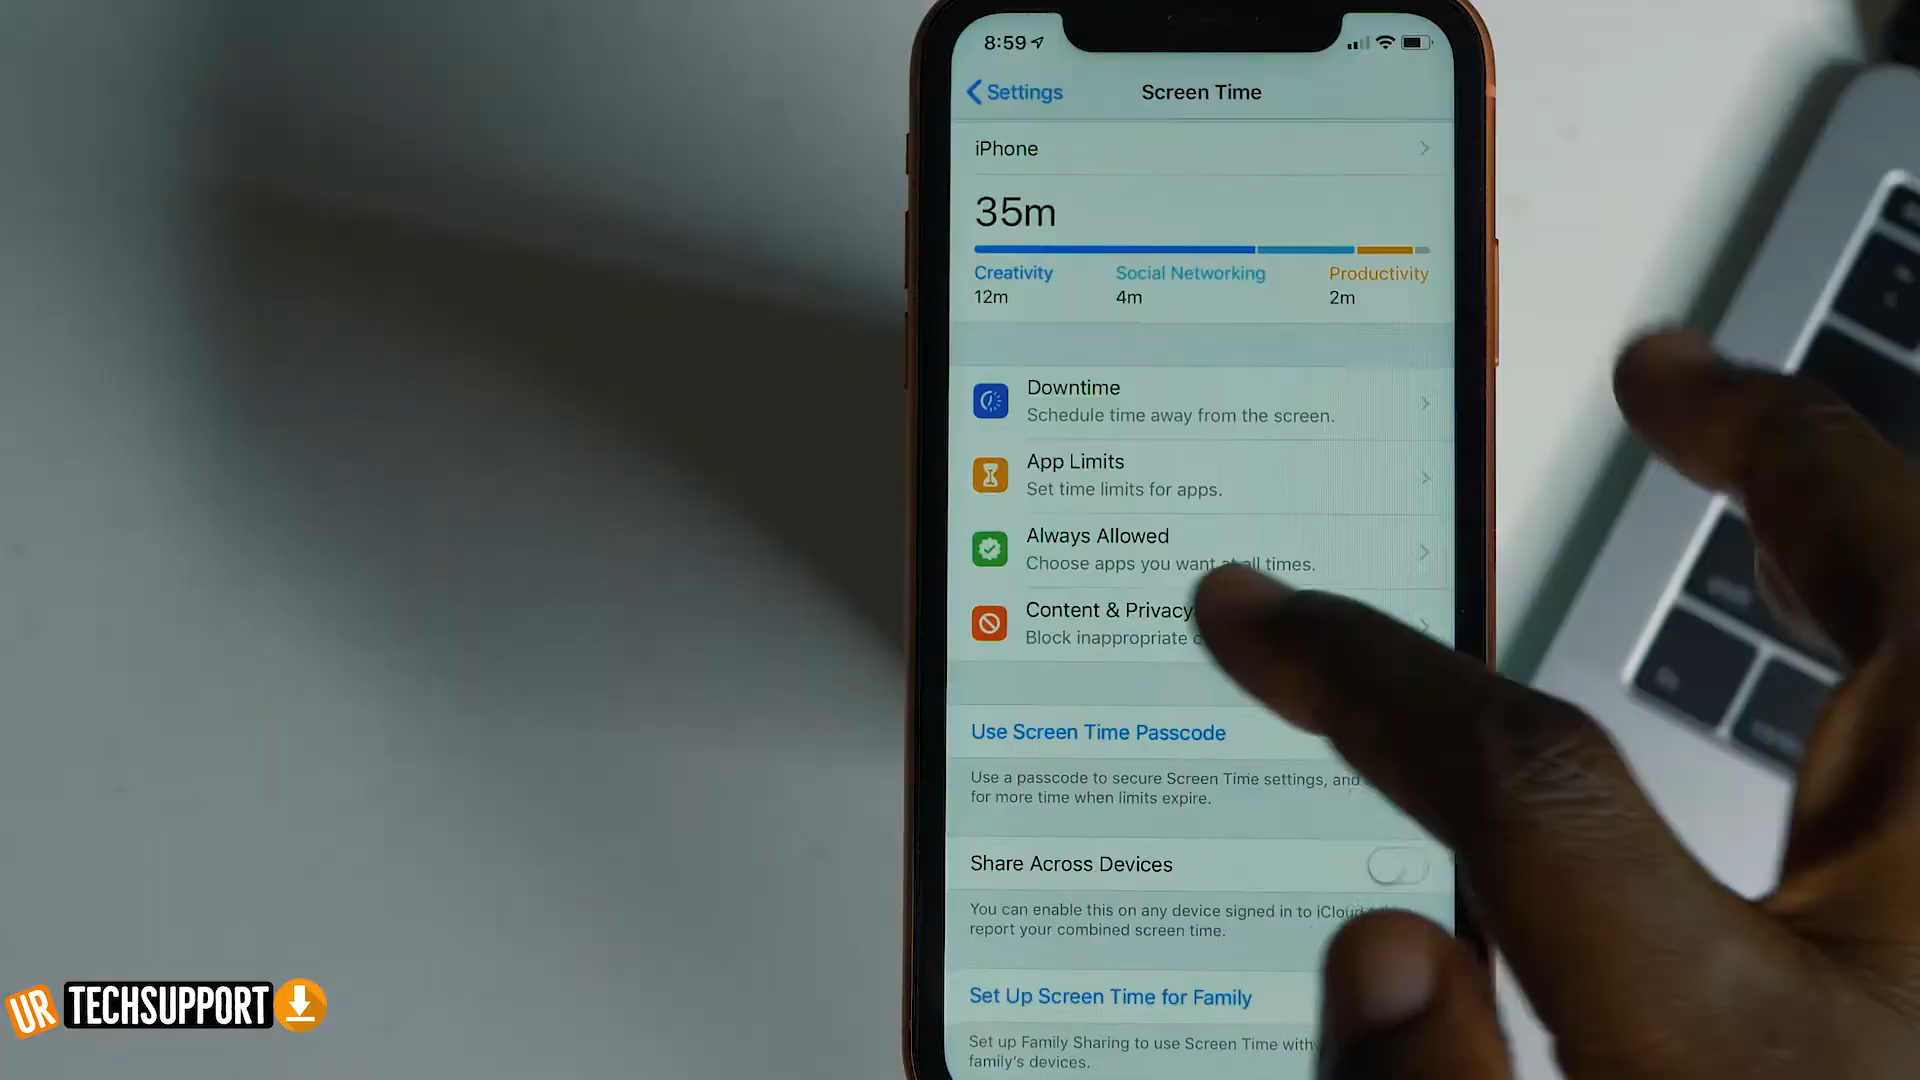 8:59
Settings
Screen Time
iPhone
35m
Creativity
Social Networking
Productivity
12m
4m
2m
Downtime
Schedule time away from the screen.
App Limits
Set time limits for apps.
Always Allowed
Choose apps you want at all times.
Content & Privacy
Block inappropriate
Use Screen Time Passcode
Use a passcode to secure Screen Time settings, and
for more time when limits expire.
Share Across Devices
You can enable this on any device signed in to iCloud
report your combined screen time.
Set Up Screen Time for Family
Set up Family Sharing to use Screen Time with
family's devices.
UR TECHSUPPORT